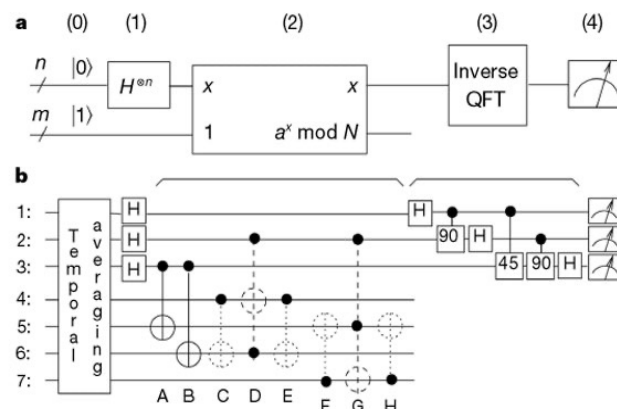 a (0) (1) (2) (3) (4)
n |0⟩ H⊗n x x Inverse QFT
m |1⟩ 1 aˣ mod N
b
Temporal averaging
1: H H
2: H 90 H
3: H 45 90 H
4:
5:
6:
7:
A B C D E F G H